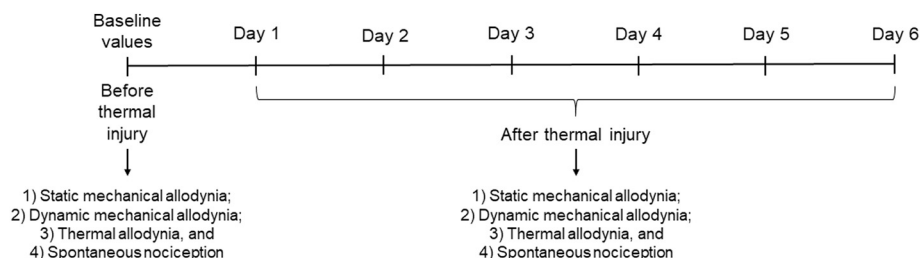 Baseline
values
Day 1
Day 2
Day 3
Day 4
Day 5
Day 6
Before
thermal
injury
After thermal injury
1) Static mechanical allodynia;
2) Dynamic mechanical allodynia;
3) Thermal allodynia, and
4) Spontaneous nociception
1) Static mechanical allodynia;
2) Dynamic mechanical allodynia;
3) Thermal allodynia, and
4) Spontaneous nociception